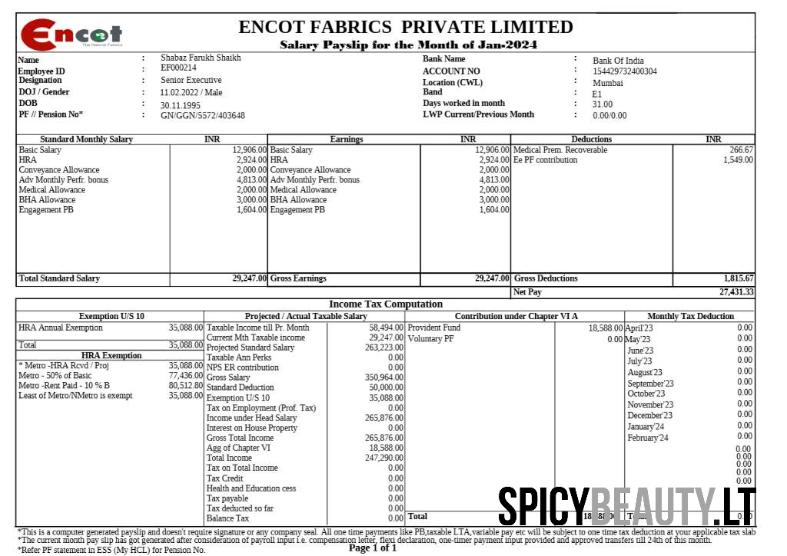 Encot
ENCOT FABRICS PRIVATE LIMITED
Salary Payslip for the Month of Jan-2024
Name : Shabaz Farukh Shaikh Bank Name : Bank Of India
Employee ID : EF000214 ACCOUNT NO : 154429732400304
Designation : Senior Executive Location (CWL) : Mumbai
DOJ / Gender : 11.02.2022 / Male Band : E1
DOB : 30.11.1995 Days worked in month : 31.00
PF // Pension No* : GN/GGN/5572/403648 LWP Current/Previous Month : 0.00/0.00
Standard Monthly Salary INR Earnings INR Deductions INR
Basic Salary 12,906.00 Basic Salary 12,906.00 Medical Prem. Recoverable 266.67
HRA 2,924.00 HRA 2,924.00 Ee PF contribution 1,549.00
Conveyance Allowance 2,000.00 Conveyance Allowance 2,000.00
Adv Monthly Perfr. bonus 4,813.00 Adv Monthly Perfr. bonus 4,813.00
Medical Allowance 2,000.00 Medical Allowance 2,000.00
BHA Allowance 3,000.00 BHA Allowance 3,000.00
Engagement PB 1,604.00 Engagement PB 1,604.00
Total Standard Salary 29,247.00 Gross Earnings 29,247.00 Gross Deductions 1,815.67
Net Pay 27,431.33
Income Tax Computation
Exemption U/S 10 Projected / Actual Taxable Salary Contribution under Chapter VI A Monthly Tax Deduction
HRA Annual Exemption 35,088.00 Taxable Income till Pr. Month 58,494.00 Provident Fund 18,588.00 April'23 0.00
Current Mth Taxable income 29,247.00 Voluntary PF 0.00 May'23 0.00
Total 35,088.00 Projected Standard Salary 263,223.00 June'23 0.00
HRA Exemption Taxable Ann Perks 0.00 July'23 0.00
* Metro -HRA Rcvd / Proj 35,088.00 NPS ER contribution 0.00 August'23 0.00
Metro - 50% of Basic 77,436.00 Gross Salary 350,964.00 September'23 0.00
Metro -Rent Paid - 10 % B 80,512.80 Standard Deduction 50,000.00 October'23 0.00
Least of Metro/NMetro is exempt 35,088.00 Exemption U/S 10 35,088.00 November'23 0.00
Tax on Employment (Prof. Tax) 0.00 December'23 0.00
Income under Head Salary 265,876.00 January'24 0.00
Interest on House Property 0.00 February'24 0.00
Gross Total Income 265,876.00
Agg of Chapter VI 18,588.00 0.00
Total Income 247,290.00 0.00
Tax on Total Income 0.00 0.00
Tax Credit 0.00 0.00
Health and Education cess 0.00 0.00
Tax payable 0.00
Tax deducted so far 0.00
Balance Tax 0.00 Total
SPICYBEAUTY.LT
*This is a computer generated payslip and doesn't require signature or any company seal. All one time payments like PB,taxable LTA,variable pay etc will be subject to one time tax deduction at your applicable tax slab
*The current month pay slip has got generated after consideration of payroll input i.e. compensation letter, flexi declaration, one-timer payment input provided and approved transfers till 24th of this month.
*Refer PF statement in ESS (My HCL) for Pension No.
Page 1 of 1